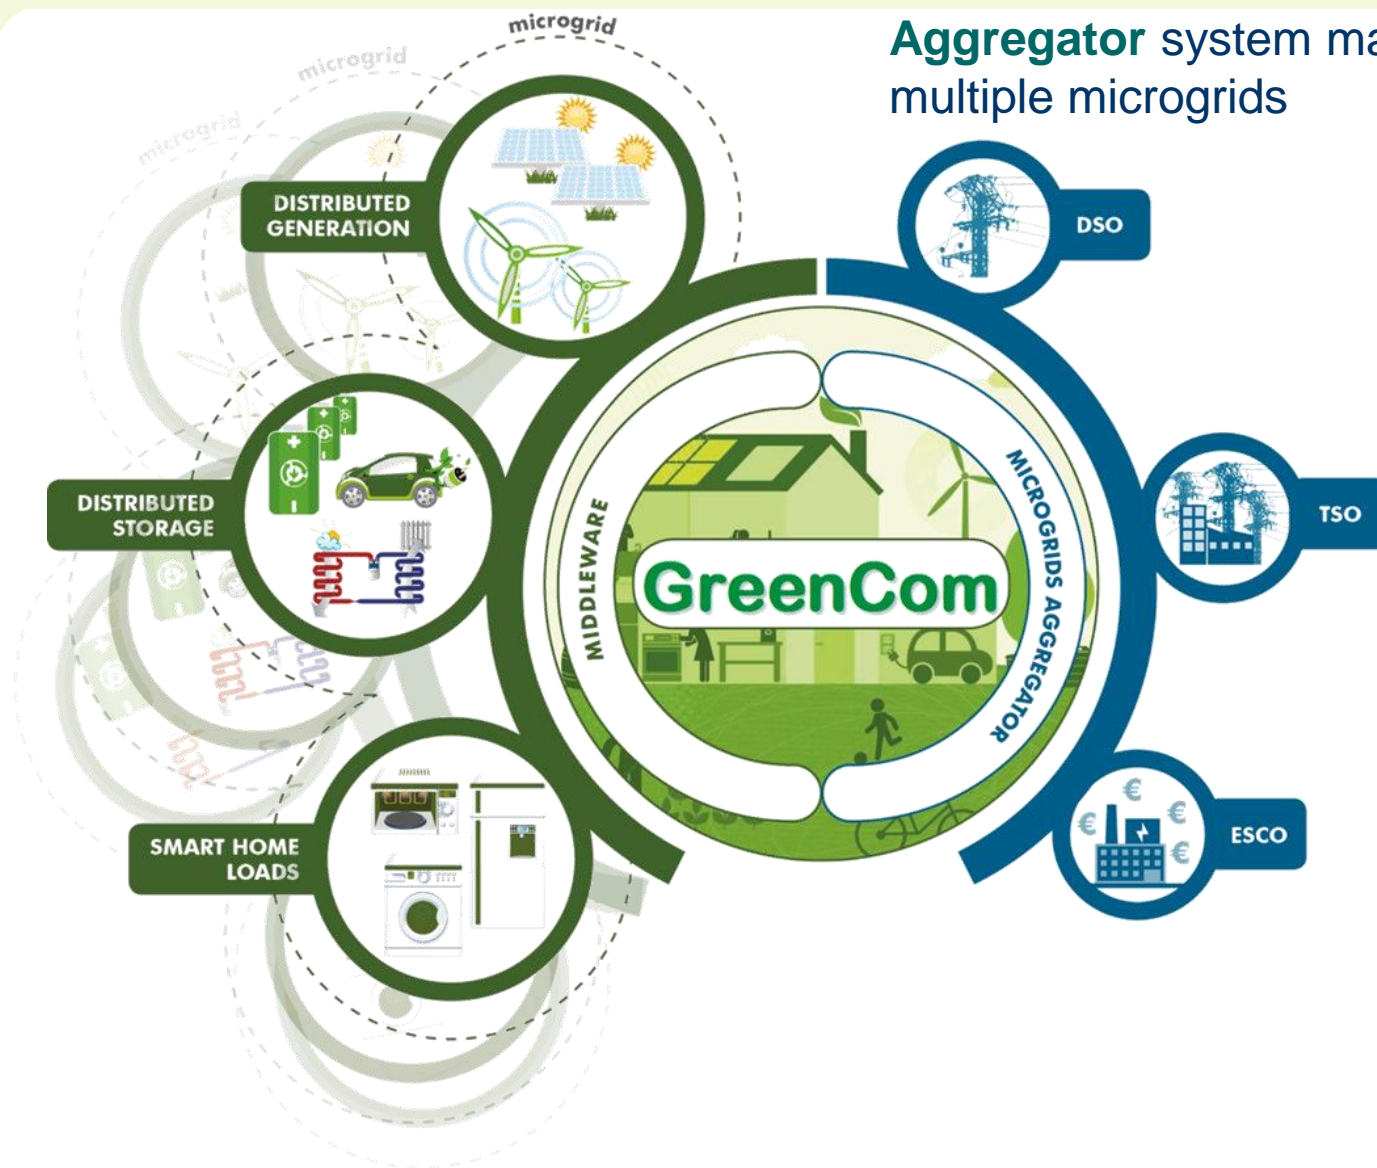 Aggregator system ma
multiple microgrids
microgrid
microgrid
microgrid
DISTRIBUTED
GENERATION
DSO
DISTRIBUTED
STORAGE
TSO
MIDDLEWARE
GreenCom
MICROGRIDS AGGREGATOR
SMART HOME
LOADS
ESCO